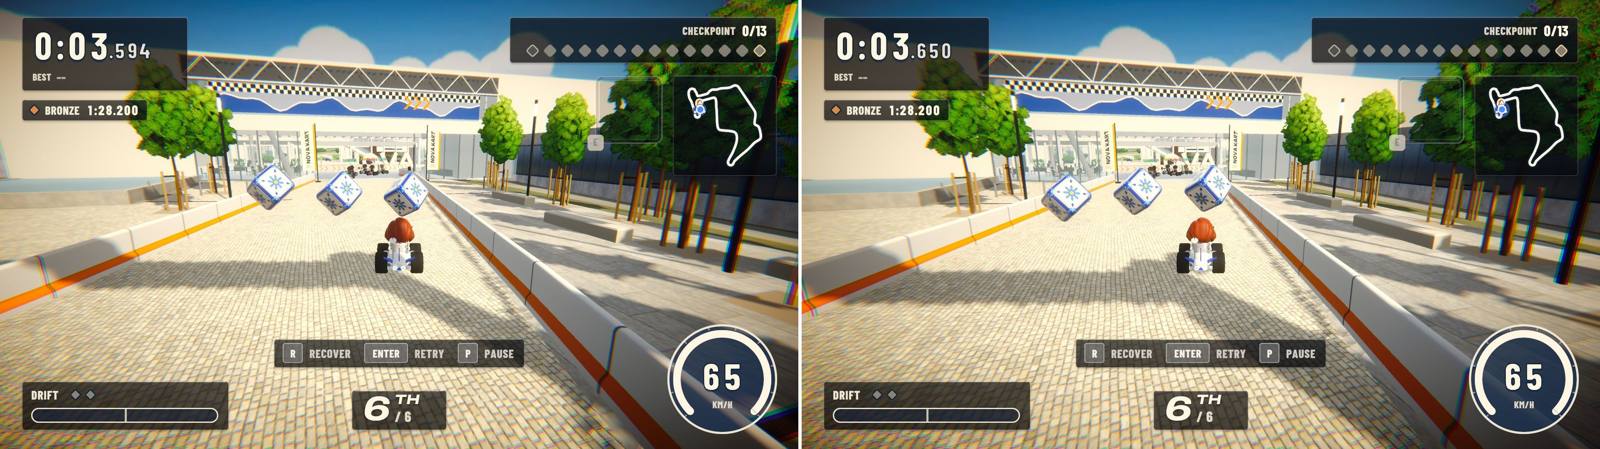 0:03.594
BEST --
BRONZE 1:28.200
CHECKPOINT 0/13
E
NOVA KART
NOVA KART
R RECOVER ENTER RETRY P PAUSE
DRIFT
6TH / 6
65
KM/H
0:03.650
BEST --
BRONZE 1:28.200
CHECKPOINT 0/13
E
NOVA KART
NOVA KART
R RECOVER ENTER RETRY P PAUSE
DRIFT
6TH / 6
65
KM/H